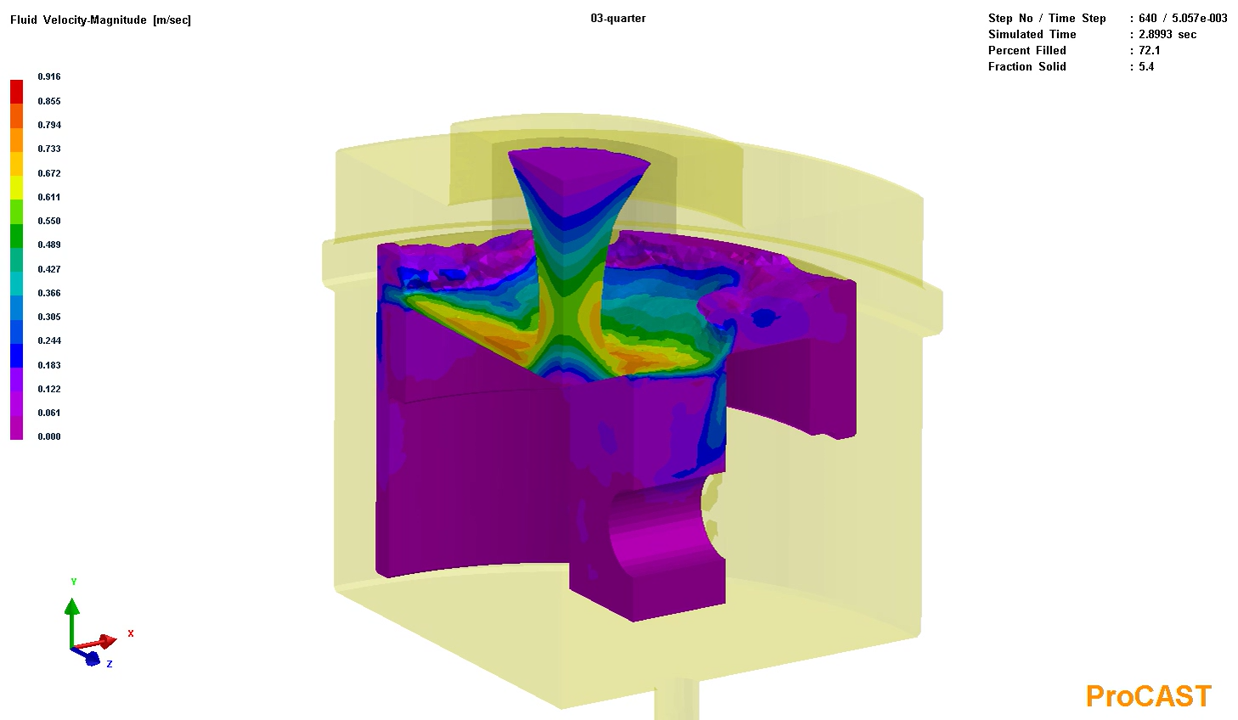 Fluid Velocity-Magnitude [m/sec]
03-quarter
Step No / Time Step : 640 / 5.057e-003
Simulated Time : 2.8993 sec
Percent Filled : 72.1
Fraction Solid : 5.4
0.916
0.855
0.794
0.733
0.672
0.611
0.550
0.489
0.427
0.366
0.305
0.244
0.183
0.122
0.061
0.000
Y
X
Z
ProCAST